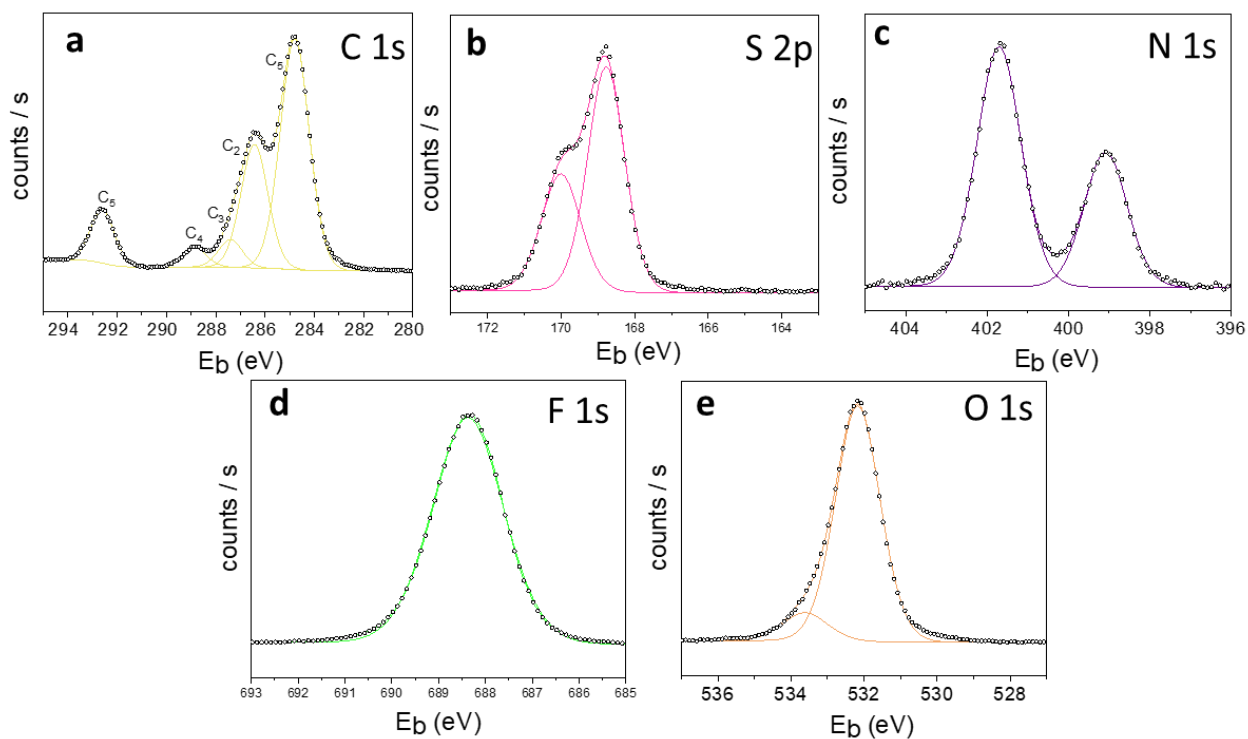 a
C 1s
C5
C2
C3
C4
C5
counts / s
294 292 290 288 286 284 282 280
Eb (eV)
b
S 2p
counts / s
172 170 168 166 164
Eb (eV)
c
N 1s
counts / s
404 402 400 398 396
Eb (eV)
d
F 1s
counts / s
693 692 691 690 689 688 687 686 685
Eb (eV)
e
O 1s
counts / s
536 534 532 530 528
Eb (eV)